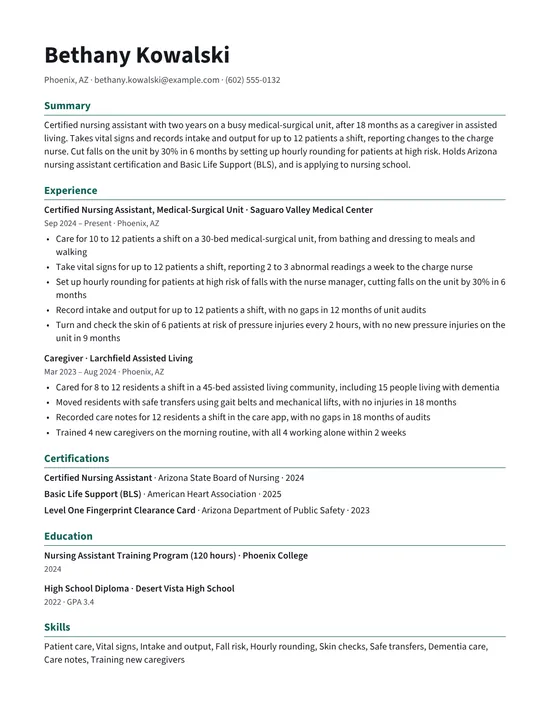 Bethany Kowalski
Phoenix, AZ · bethany.kowalski@example.com · (602) 555-0132
Summary
Certified nursing assistant with two years on a busy medical-surgical unit, after 18 months as a caregiver in assisted
living. Takes vital signs and records intake and output for up to 12 patients a shift, reporting changes to the charge
nurse. Cut falls on the unit by 30% in 6 months by setting up hourly rounding for patients at high risk. Holds Arizona
nursing assistant certification and Basic Life Support (BLS), and is applying to nursing school.
Experience
Certified Nursing Assistant, Medical-Surgical Unit · Saguaro Valley Medical Center
Sep 2024 – Present · Phoenix, AZ
• Care for 10 to 12 patients a shift on a 30-bed medical-surgical unit, from bathing and dressing to meals and
walking
• Take vital signs for up to 12 patients a shift, reporting 2 to 3 abnormal readings a week to the charge nurse
• Set up hourly rounding for patients at high risk of falls with the nurse manager, cutting falls on the unit by 30% in 6
months
• Record intake and output for up to 12 patients a shift, with no gaps in 12 months of unit audits
• Turn and check the skin of 6 patients at risk of pressure injuries every 2 hours, with no new pressure injuries on the
unit in 9 months
Caregiver · Larchfield Assisted Living
Mar 2023 – Aug 2024 · Phoenix, AZ
• Cared for 8 to 12 residents a shift in a 45-bed assisted living community, including 15 people living with dementia
• Moved residents with safe transfers using gait belts and mechanical lifts, with no injuries in 18 months
• Recorded care notes for 12 residents a shift in the care app, with no gaps in 18 months of audits
• Trained 4 new caregivers on the morning routine, with all 4 working alone within 2 weeks
Certifications
Certified Nursing Assistant · Arizona State Board of Nursing · 2024
Basic Life Support (BLS) · American Heart Association · 2025
Level One Fingerprint Clearance Card · Arizona Department of Public Safety · 2023
Education
Nursing Assistant Training Program (120 hours) · Phoenix College
2024
High School Diploma · Desert Vista High School
2022 · GPA 3.4
Skills
Patient care, Vital signs, Intake and output, Fall risk, Hourly rounding, Skin checks, Safe transfers, Dementia care,
Care notes, Training new caregivers